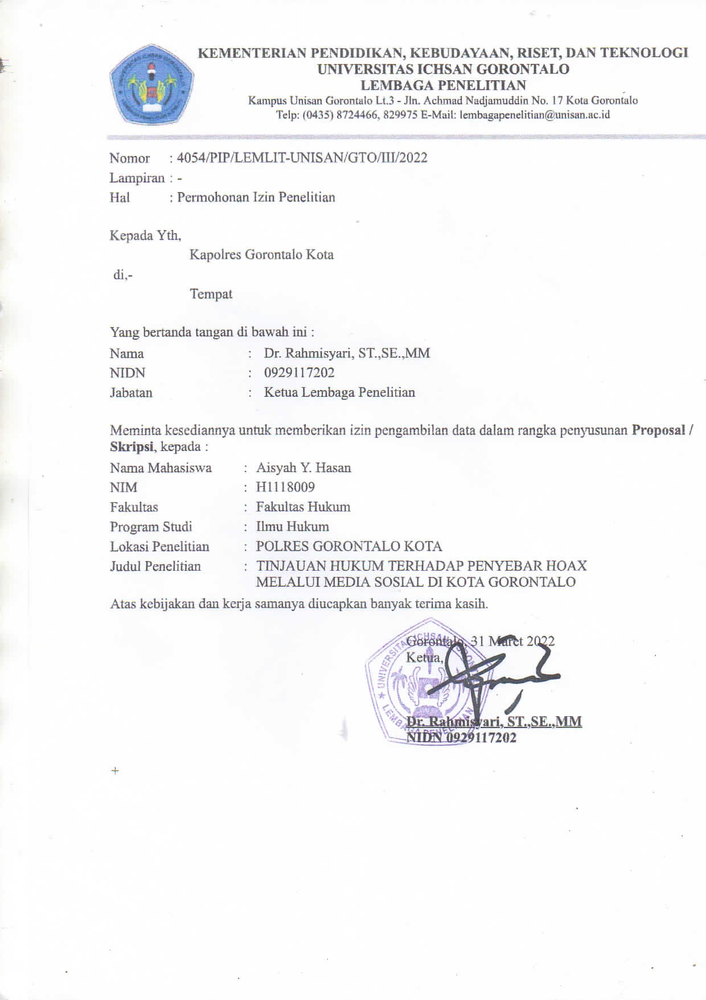 KEMENTERIAN PENDIDIKAN, KEBUDAYAAN, RISET, DAN TEKNOLOGI
UNIVERSITAS ICHSAN GORONTALO
LEMBAGA PENELITIAN
Kampus Unisan Gorontalo Lt.3 - Jln. Achmad Nadjamuddin No. 17 Kota Gorontalo
Telp: (0435) 8724466, 829975 E-Mail: lembagapenelitian@unisan.ac.id
Nomor : 4054/PIP/LEMLIT-UNISAN/GTO/III/2022
Lampiran : -
Hal : Permohonan Izin Penelitian
Kepada Yth,
Kapolres Gorontalo Kota
di,-
Tempat
Yang bertanda tangan di bawah ini :
Nama : Dr. Rahmisyari, ST.,SE.,MM
NIDN : 0929117202
Jabatan : Ketua Lembaga Penelitian
Meminta kesediannya untuk memberikan izin pengambilan data dalam rangka penyusunan Proposal /
Skripsi, kepada :
Nama Mahasiswa : Aisyah Y. Hasan
NIM : H1118009
Fakultas : Fakultas Hukum
Program Studi : Ilmu Hukum
Lokasi Penelitian : POLRES GORONTALO KOTA
Judul Penelitian : TINJAUAN HUKUM TERHADAP PENYEBAR HOAX
MELALUI MEDIA SOSIAL DI KOTA GORONTALO
Atas kebijakan dan kerja samanya diucapkan banyak terima kasih.
Gorontalo, 31 Maret 2022
Ketua,
UNIVERSITAS ICHSAN GORONTALO
LEMBAGA PENELITIAN
Dr. Rahmisyari, ST.,SE.,MM
NIDN 0929117202
+